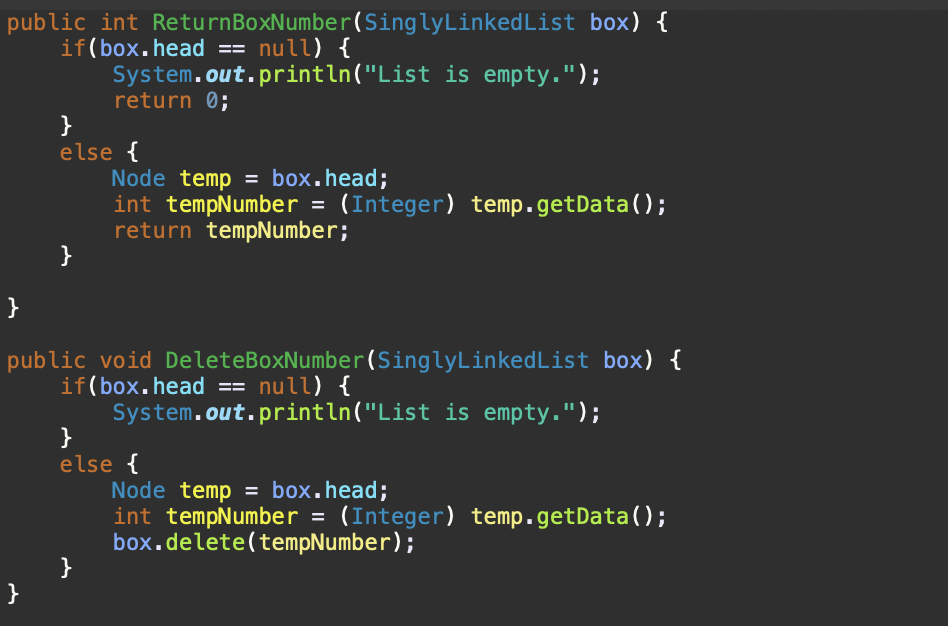 public int ReturnBoxNumber(SinglyLinkedList box) {
    if(box.head == null) {
        System.out.println("List is empty.");
        return 0;
    }
    else {
        Node temp = box.head;
        int tempNumber = (Integer) temp.getData();
        return tempNumber;
    }

}

public void DeleteBoxNumber(SinglyLinkedList box) {
    if(box.head == null) {
        System.out.println("List is empty.");
    }
    else {
        Node temp = box.head;
        int tempNumber = (Integer) temp.getData();
        box.delete(tempNumber);
    }
}